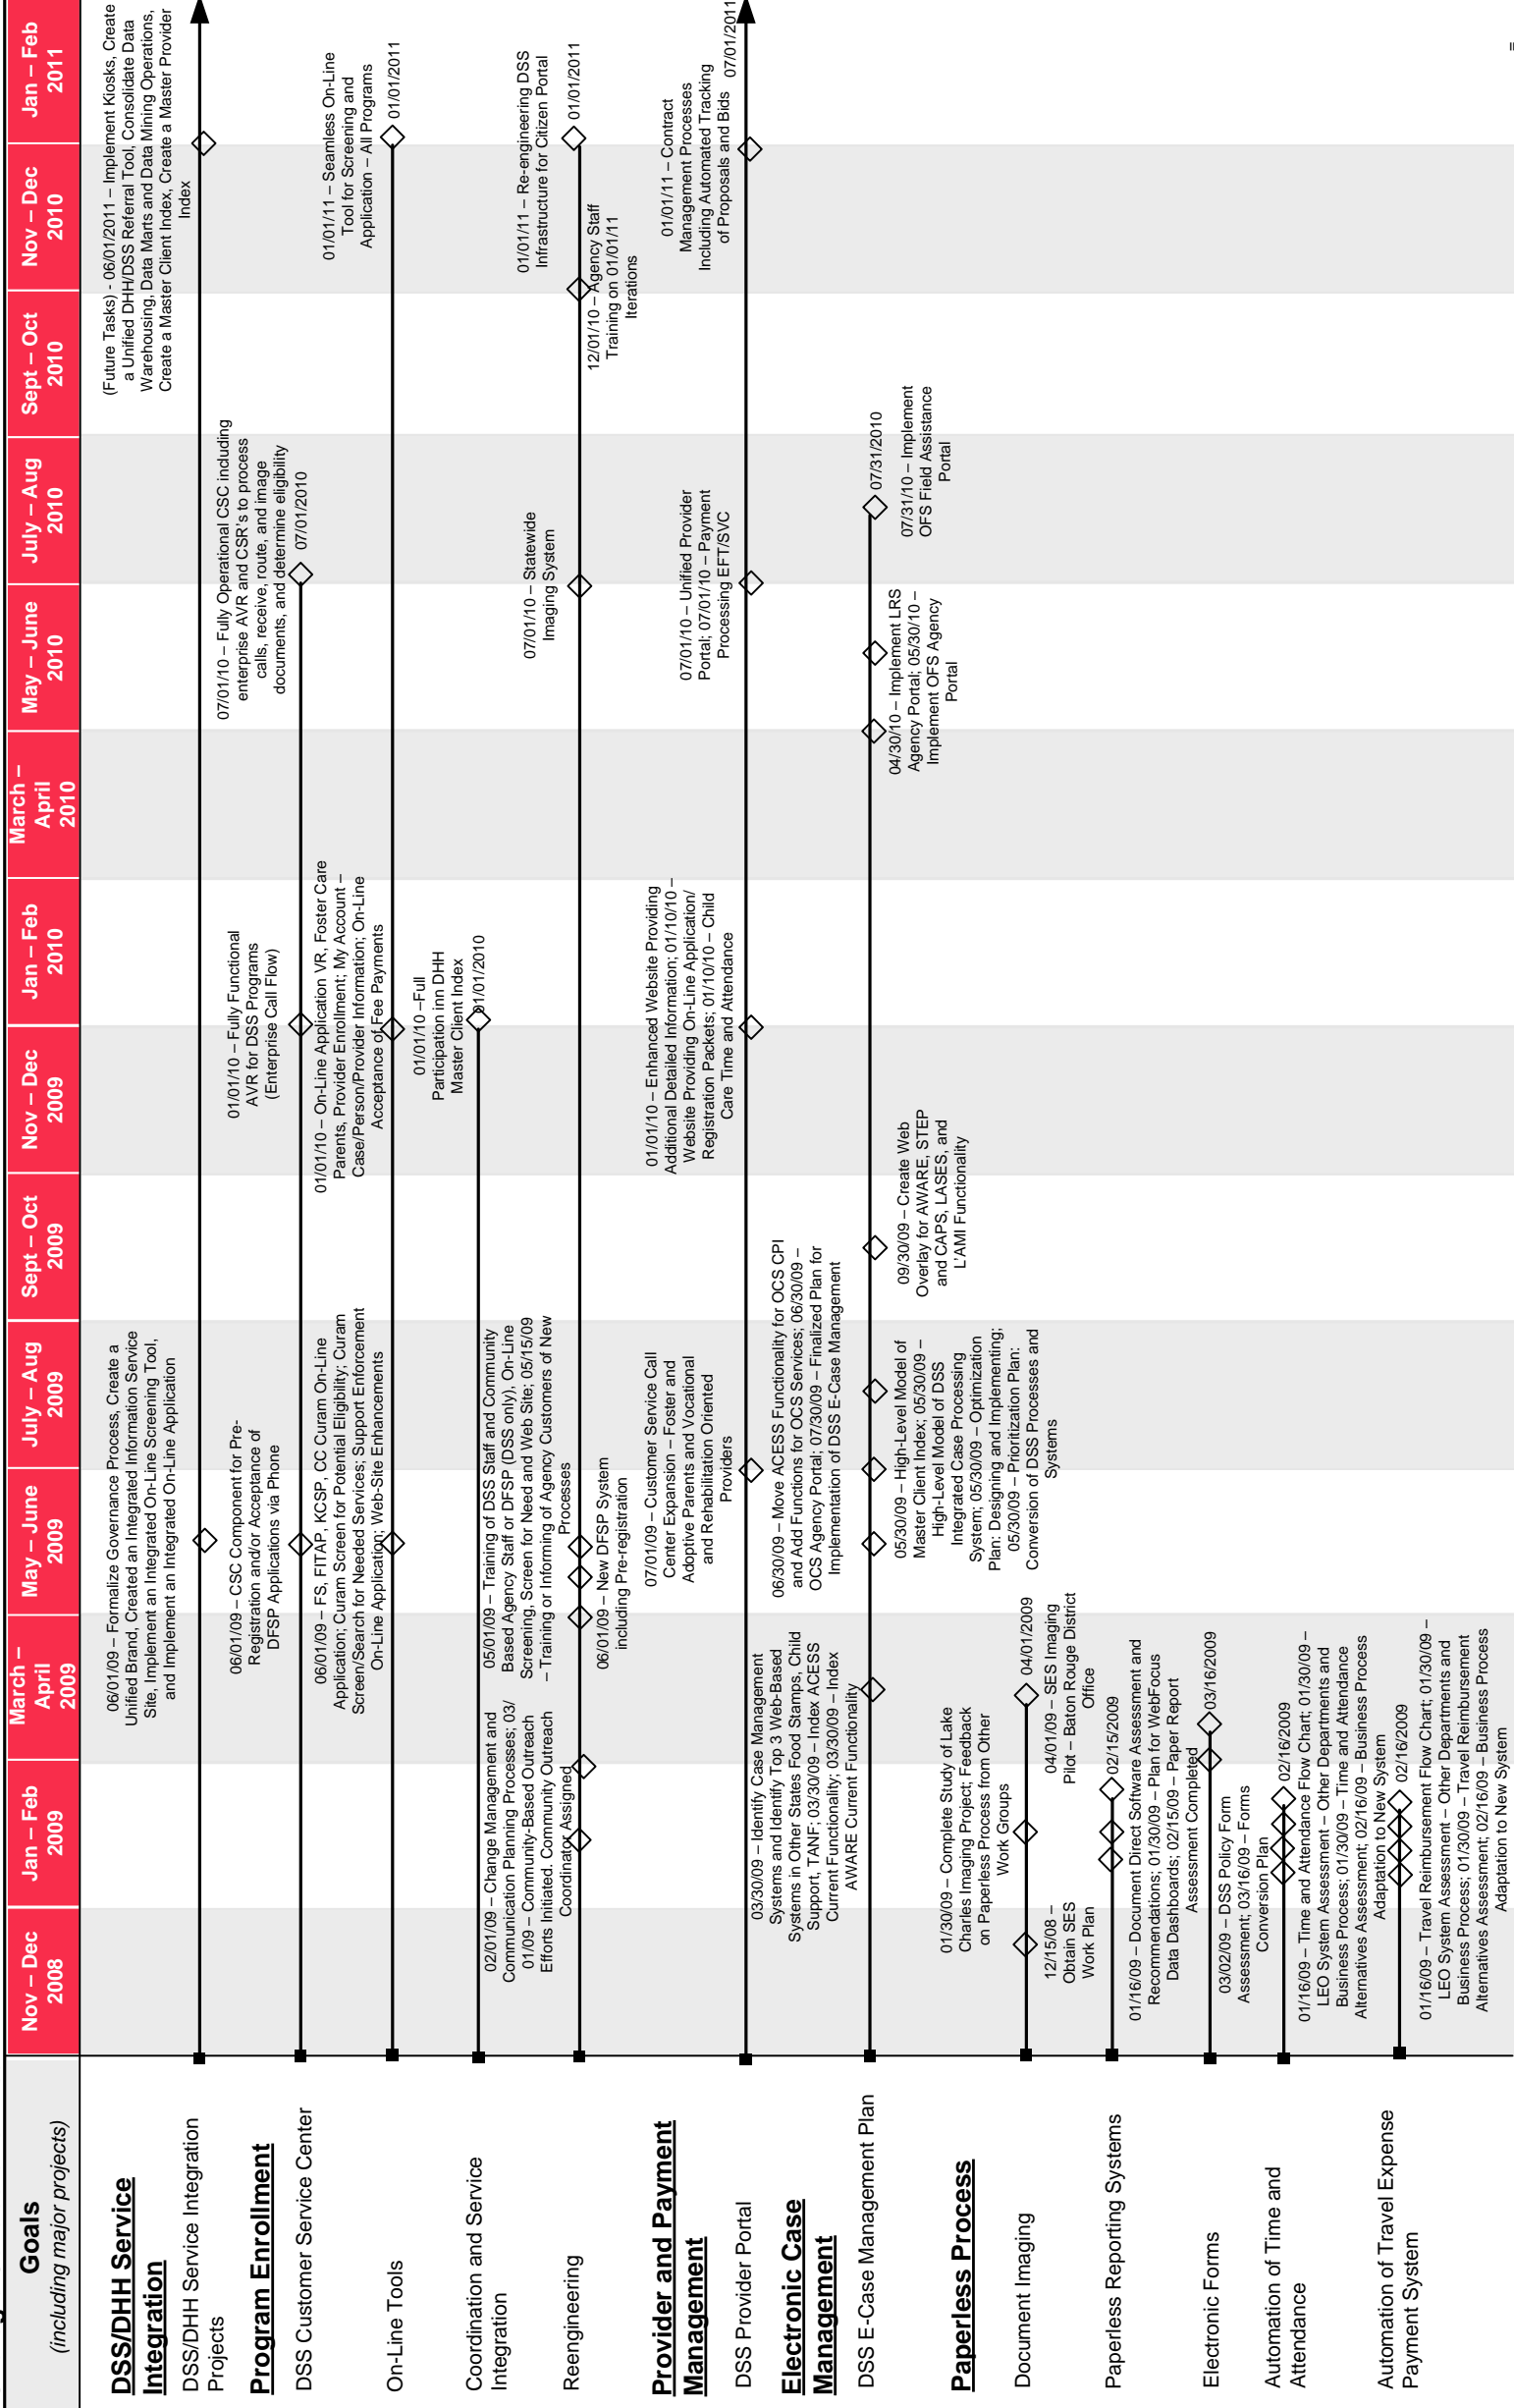 Goals
(including major projects)
Nov – Dec
2008
Jan – Feb
2009
March –
April
2009
May – June
2009
July – Aug
2009
Sept – Oct
2009
Nov – Dec
2009
Jan – Feb
2010
March –
April
2010
May – June
2010
July – Aug
2010
Sept – Oct
2010
Nov – Dec
2010
Jan – Feb
2011
DSS/DHH Service
Integration
DSS/DHH Service Integration
Projects
06/01/09 – Formalize Governance Process, Create a
Unified Brand, Created an Integrated Information Service
Site, Implement an Integrated On-Line Screening Tool,
and Implement an Integrated On-Line Application
(Future Tasks) - 06/01/2011 – Implement Kiosks, Create
a Unified DHH/DSS Referral Tool, Consolidate Data
Warehousing, Data Marts and Data Mining Operations,
Create a Master Client Index, Create a Master Provider
Index
Program Enrollment
DSS Customer Service Center
06/01/09 – CSC Component for Pre-
Registration and/or Acceptance of
DFSP Applications via Phone
01/01/10 – Fully Functional
AVR for DSS Programs
(Enterprise Call Flow)
07/01/10 – Fully Operational CSC including
enterprise AVR and CSR's to process
calls, receive, route, and image
documents, and determine eligibility
07/01/2010
On-Line Tools
06/01/09 – FS, FITAP, KCSP, CC Curam On-Line
Application; Curam Screen for Potential Eligibility; Curam
Screen/Search for Needed Services; Support Enforcement
On-Line Application; Web-Site Enhancements
01/01/10 – On-Line Application VR, Foster Care
Parents, Provider Enrollment; My Account –
Case/Person/Provider Information; On-Line
Acceptance of Fee Payments
01/01/11 – Seamless On-Line
Tool for Screening and
Application – All Programs
01/01/2011
Coordination and Service
Integration
01/01/10 –Full
Participation inn DHH
Master Client Index
01/01/2010
Reengineering
02/01/09 – Change Management and
Communication Planning Processes; 03/
01/09 – Community-Based Outreach
Efforts Initiated. Community Outreach
Coordinator Assigned
05/01/09 – Training of DSS Staff and Community
Based Agency Staff or DFSP (DSS only), On-Line
Screening, Screen for Need and Web Site; 05/15/09
– Training or Informing of Agency Customers of New
Processes
06/01/09 – New DFSP System
including Pre-registration
07/01/10 – Statewide
Imaging System
12/01/10 – Agency Staff
Training on 01/01/11
Iterations
01/01/11 – Re-engineering DSS
Infrastructure for Citizen Portal
01/01/2011
Provider and Payment
Management
DSS Provider Portal
07/01/09 – Customer Service Call
Center Expansion – Foster and
Adoptive Parents and Vocational
and Rehabilitation Oriented
Providers
01/01/10 – Enhanced Website Providing
Additional Detailed Information; 01/10/10 –
Website Providing On-Line Application/
Registration Packets; 01/10/10 – Child
Care Time and Attendance
07/01/10 – Unified Provider
Portal; 07/01/10 – Payment
Processing EFT/SVC
01/01/11 – Contract
Management Processes
Including Automated Tracking
of Proposals and Bids
07/01/2011
Electronic Case
Management
DSS E-Case Management Plan
03/30/09 – Identify Case Management
Systems and Identify Top 3 Web-Based
Systems in Other States Food Stamps, Child
Support, TANF; 03/30/09 – Index ACESS
Current Functionality; 03/30/09 – Index
AWARE Current Functionality
06/30/09 – Move ACESS Functionality for OCS CPI
and Add Functions for OCS Services; 06/30/09 –
OCS Agency Portal; 07/30/09 – Finalized Plan for
Implementation of DSS E-Case Management
05/30/09 – High-Level Model of
Master Client Index; 05/30/09 –
High-Level Model of DSS
Integrated Case Processing
System; 05/30/09 – Optimization
Plan: Designing and Implementing;
05/30/09 – Prioritization Plan:
Conversion of DSS Processes and
Systems
09/30/09 – Create Web
Overlay for AWARE, STEP
and CAPS, LASES, and
L'AMI Functionality
04/30/10 – Implement LRS
Agency Portal; 05/30/10 –
Implement OFS Agency
Portal
07/31/2010
07/31/10 – Implement
OFS Field Assistance
Portal
Paperless Process
Document Imaging
01/30/09 – Complete Study of Lake
Charles Imaging Project; Feedback
on Paperless Process from Other
Work Groups
12/15/08 –
Obtain SES
Work Plan
04/01/2009
04/01/09 – SES Imaging
Pilot – Baton Rouge District
Office
Paperless Reporting Systems
02/15/2009
01/16/09 – Document Direct Software Assessment and
Recommendations; 01/30/09 – Plan for WebFocus
Data Dashboards; 02/15/09 – Paper Report
Assessment Completed
Electronic Forms
03/16/2009
03/02/09 – DSS Policy Form
Assessment; 03/16/09 – Forms
Conversion Plan
Automation of Time and
Attendance
02/16/2009
01/16/09 – Time and Attendance Flow Chart; 01/30/09 –
LEO System Assessment – Other Departments and
Business Process; 01/30/09 – Time and Attendance
Alternatives Assessment; 02/16/09 – Business Process
Adaptation to New System
Automation of Travel Expense
Payment System
02/16/2009
01/16/09 – Travel Reimbursement Flow Chart; 01/30/09 –
LEO System Assessment – Other Departments and
Business Process; 01/30/09 – Travel Reimbursement
Alternatives Assessment; 02/16/09 – Business Process
Adaptation to New System